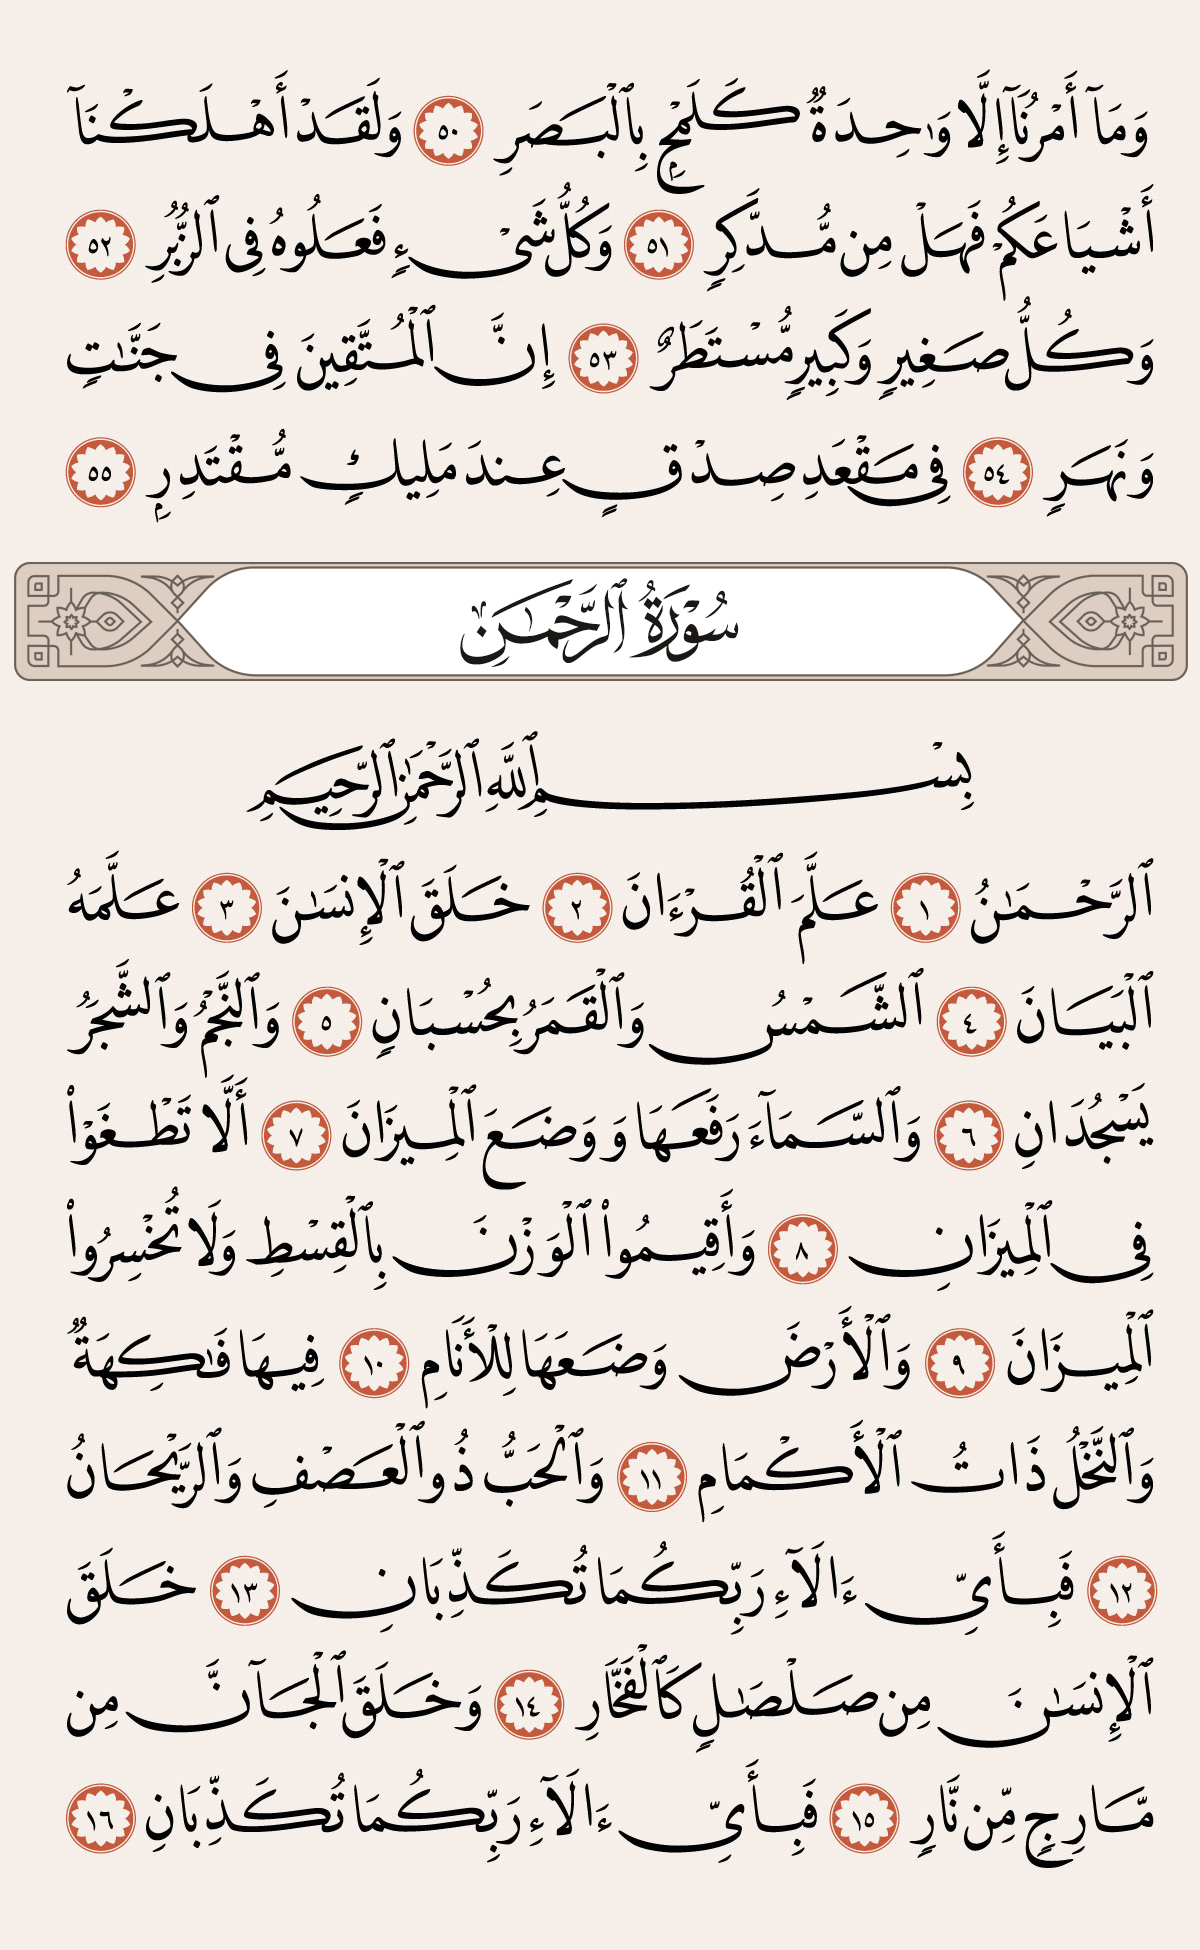 وَمَآ أَمْرُنَآ إِلَّا وَٰحِدَةٌ كَلَمْحٍۭ بِٱلْبَصَرِ ٥٠ وَلَقَدْ أَهْلَكْنَآ
أَشْيَاعَكُمْ فَهَلْ مِن مُّدَّكِرٍ ٥١ وَكُلُّ شَىْءٍ فَعَلُوهُ فِى ٱلزُّبُرِ ٥٢
وَكُلُّ صَغِيرٍ وَكَبِيرٍ مُّسْتَطَرٌ ٥٣ إِنَّ ٱلْمُتَّقِينَ فِى جَنَّٰتٍ
وَنَهَرٍ ٥٤ فِى مَقْعَدِ صِدْقٍ عِندَ مَلِيكٍ مُّقْتَدِرٍۭ ٥٥
سُوْرَةُ ٱلرَّحْمَٰن
بِسْمِ ٱللَّهِ ٱلرَّحْمَٰنِ ٱلرَّحِيمِ
ٱلرَّحْمَٰنُ ١ عَلَّمَ ٱلْقُرْءَانَ ٢ خَلَقَ ٱلْإِنسَٰنَ ٣ عَلَّمَهُ
ٱلْبَيَانَ ٤ ٱلشَّمْسُ وَٱلْقَمَرُ بِحُسْبَانٍ ٥ وَٱلنَّجْمُ وَٱلشَّجَرُ
يَسْجُدَانِ ٦ وَٱلسَّمَآءَ رَفَعَهَا وَوَضَعَ ٱلْمِيزَانَ ٧ أَلَّا تَطْغَوْا۟
فِى ٱلْمِيزَانِ ٨ وَأَقِيمُوا۟ ٱلْوَزْنَ بِٱلْقِسْطِ وَلَا تُخْسِرُوا۟
ٱلْمِيزَانَ ٩ وَٱلْأَرْضَ وَضَعَهَا لِلْأَنَامِ ١٠ فِيهَا فَٰكِهَةٌ
وَٱلنَّخْلُ ذَاتُ ٱلْأَكْمَامِ ١١ وَٱلْحَبُّ ذُو ٱلْعَصْفِ وَٱلرَّيْحَانُ
١٢ فَبِأَىِّ ءَالَآءِ رَبِّكُمَا تُكَذِّبَانِ ١٣ خَلَقَ
ٱلْإِنسَٰنَ مِن صَلْصَٰلٍ كَٱلْفَخَّارِ ١٤ وَخَلَقَ ٱلْجَآنَّ مِن
مَّارِجٍ مِّن نَّارٍ ١٥ فَبِأَىِّ ءَالَآءِ رَبِّكُمَا تُكَذِّبَانِ ١٦